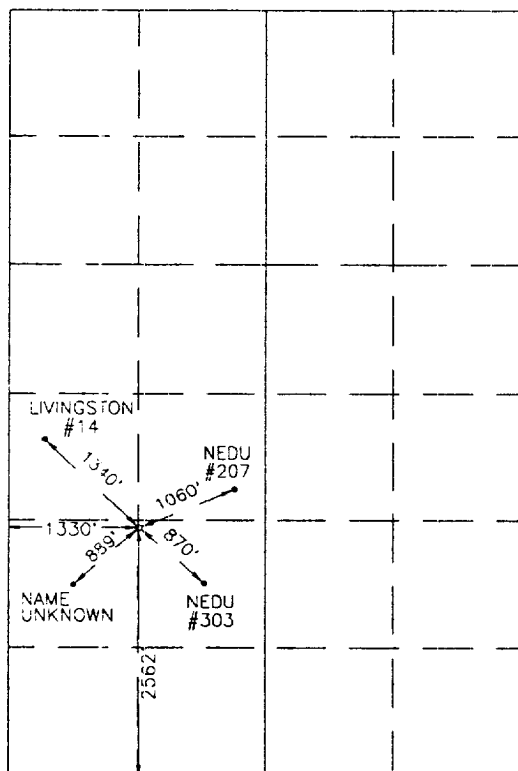 LIVINGSTON
#14
NEDU
#207
1340'
1060'
1330'
889'
870'
NAME
UNKNOWN
NEDU
#303
2562'